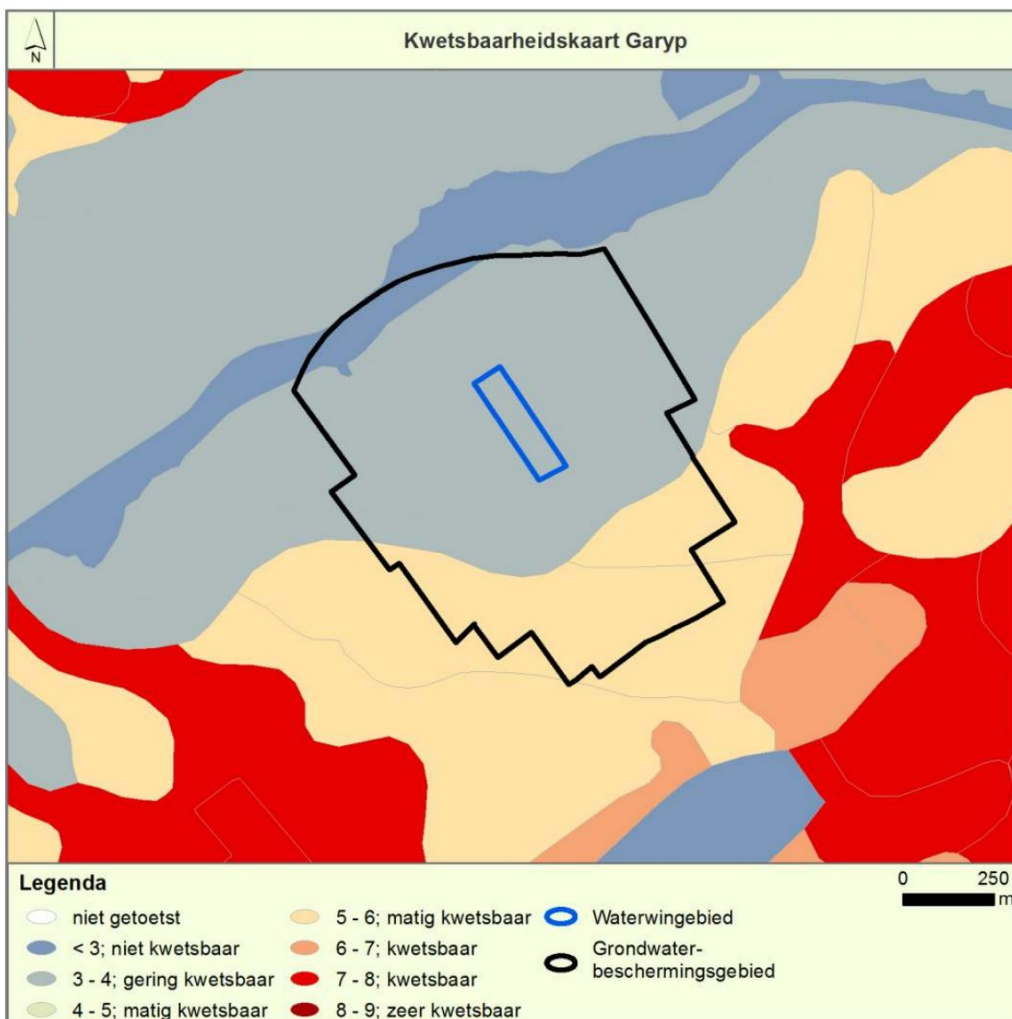 N
Kwetsbaarheidskaart Garyp
Legenda
niet getoetst
< 3; niet kwetsbaar
3 - 4; gering kwetsbaar
4 - 5; matig kwetsbaar
5 - 6; matig kwetsbaar
6 - 7; kwetsbaar
7 - 8; kwetsbaar
8 - 9; zeer kwetsbaar
Waterwingebied
Grondwater-
beschermingsgebied
0 250
m